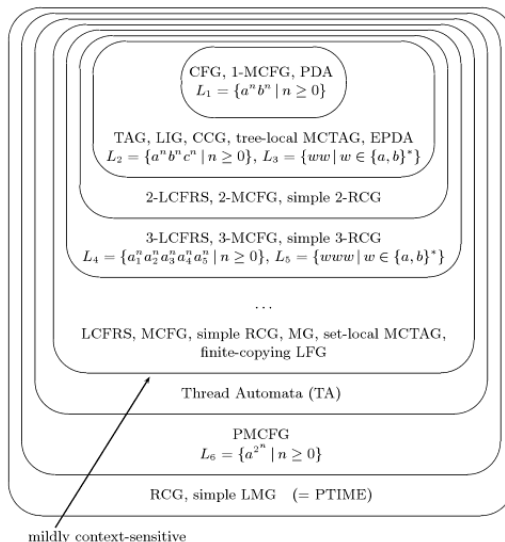 CFG, 1-MCFG, PDA
L₁ = {aⁿbⁿ | n ≥ 0}
TAG, LIG, CCG, tree-local MCTAG, EPDA
L₂ = {aⁿbⁿcⁿ | n ≥ 0}, L₃ = {ww | w ∈ {a, b}*}
2-LCFRS, 2-MCFG, simple 2-RCG
3-LCFRS, 3-MCFG, simple 3-RCG
L₄ = {a₁ⁿa₂ⁿa₃ⁿa₄ⁿa₅ⁿ | n ≥ 0}, L₅ = {www | w ∈ {a, b}*}
...
LCFRS, MCFG, simple RCG, MG, set-local MCTAG,
finite-copying LFG
Thread Automata (TA)
PMCFG
L₆ = {a^{2ⁿ} | n ≥ 0}
RCG, simple LMG (= PTIME)
mildly context-sensitive